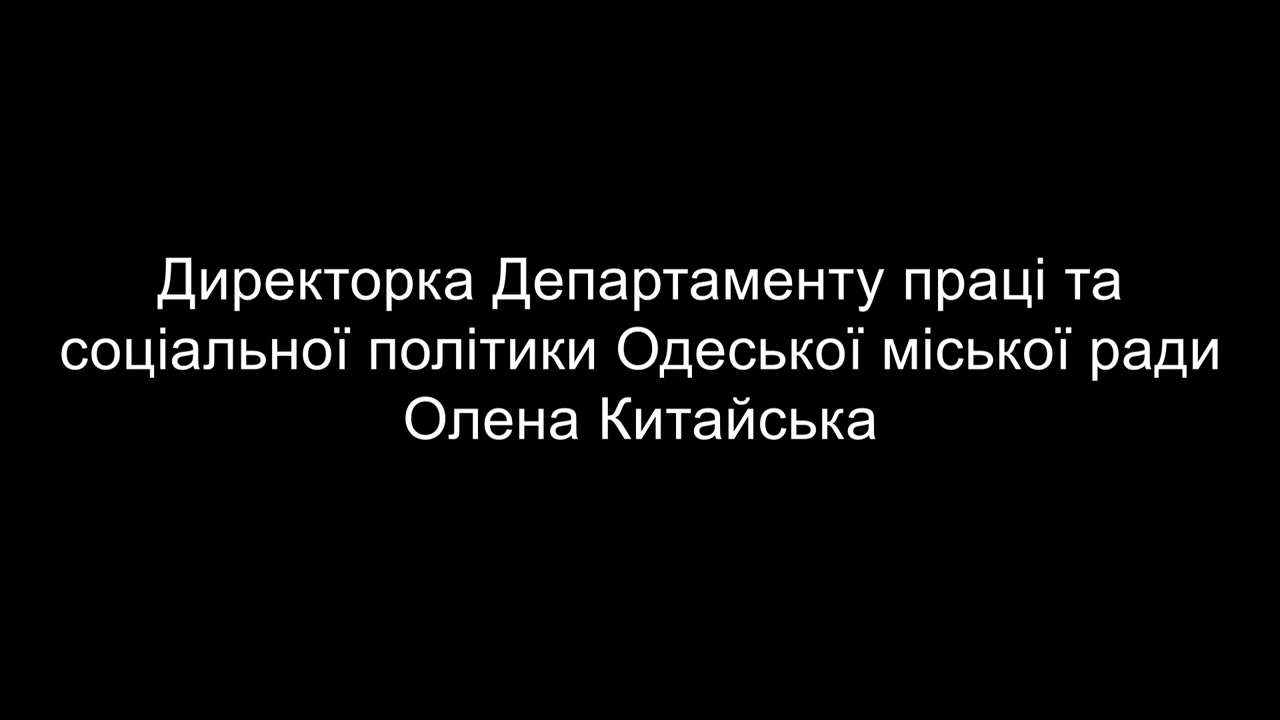 Директорка Департаменту праці та
соціальної політики Одеської міської ради
Олена Китайська